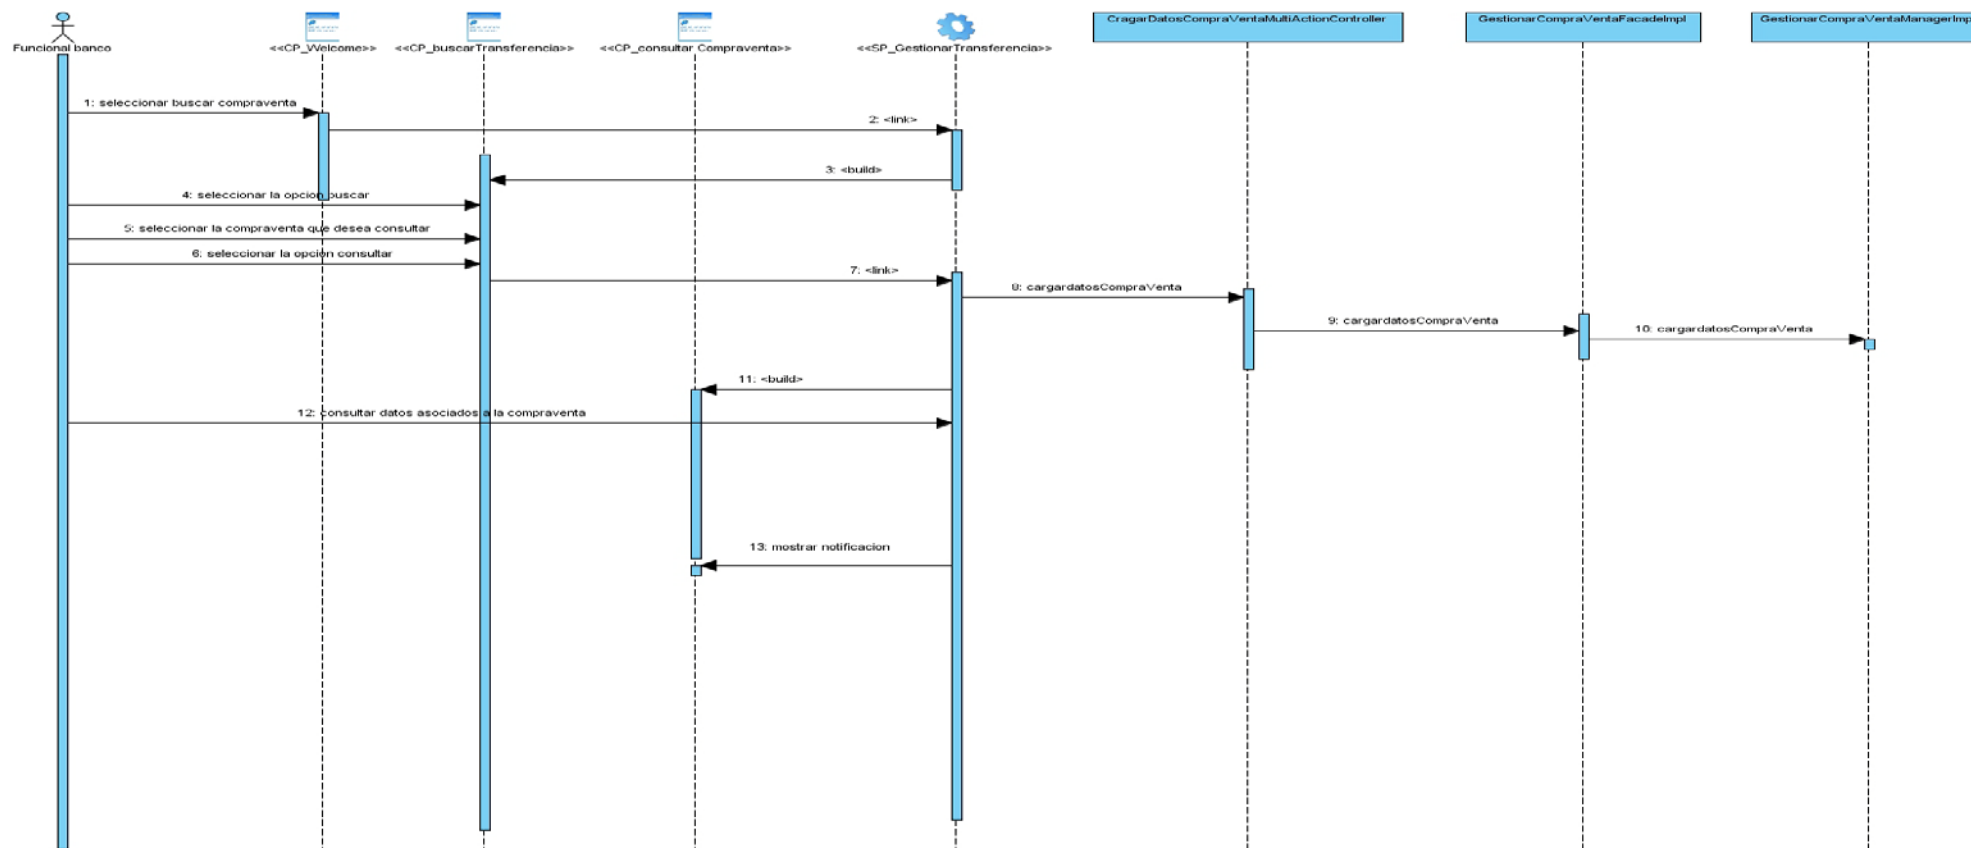 Funcional banco
<<CP_Welcome>>
<<CP_buscarTransferencia>>
<<CP_consultar Compraventa>>
<<SP_GestionarTransferencia>>
CragarDatosCompraVentaMultiActionController
GestionarCompraVentaFacadeImpl
GestionarCompraVentaManagerImp
1: seleccionar buscar compraventa
2: <link>
3: <build>
4: seleccionar la opcion buscar
5: seleccionar la compraventa que desea consultar
6: seleccionar la opcion consultar
7: <link>
8: cargardatosCompraVenta
9: cargardatosCompraVenta
10: cargardatosCompraVenta
11: <build>
12: consultar datos asociados a la compraventa
13: mostrar notificacion